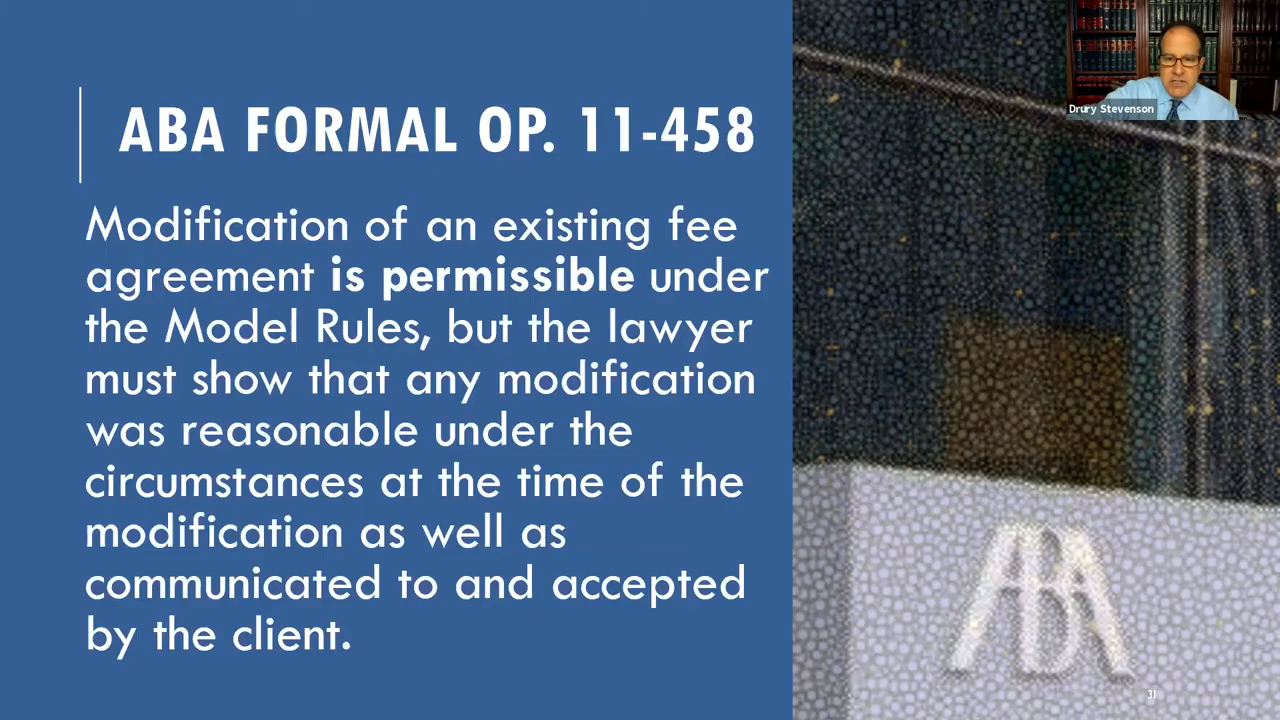 Drury Stevenson
ABA FORMAL OP. 11-458
Modification of an existing fee
agreement is permissible under
the Model Rules, but the lawyer
must show that any modification
was reasonable under the
circumstances at the time of the
modification as well as
communicated to and accepted
by the client.
ABA
31